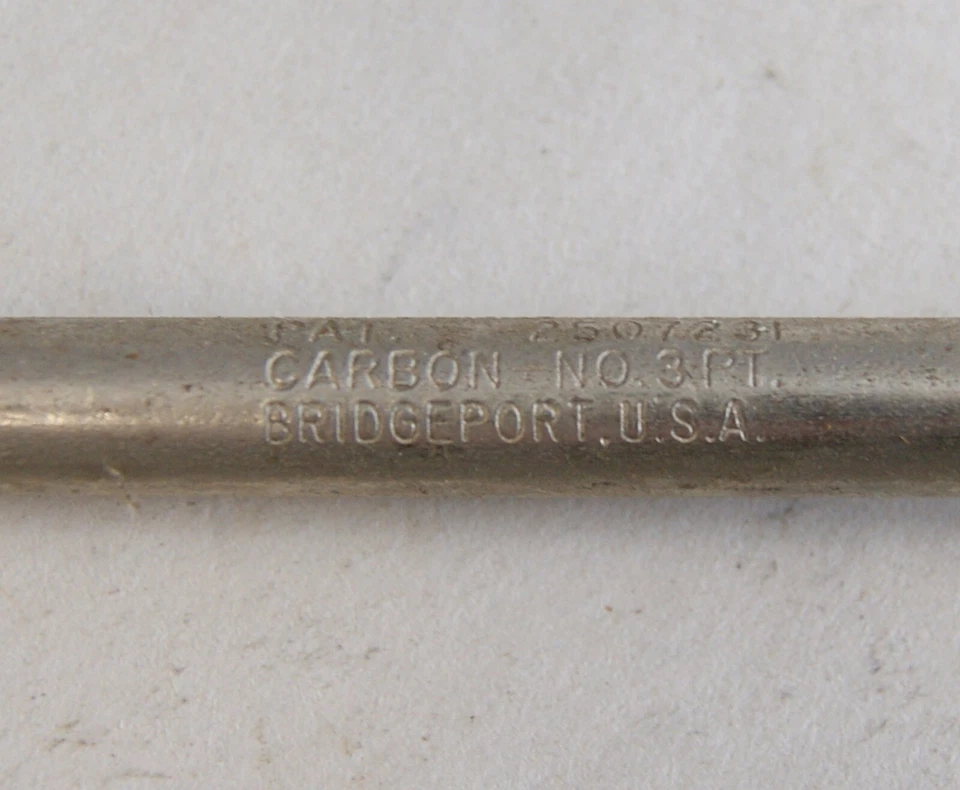 PAT. 2507231
CARBON NO. 3 PT.
BRIDGEPORT, U.S.A.